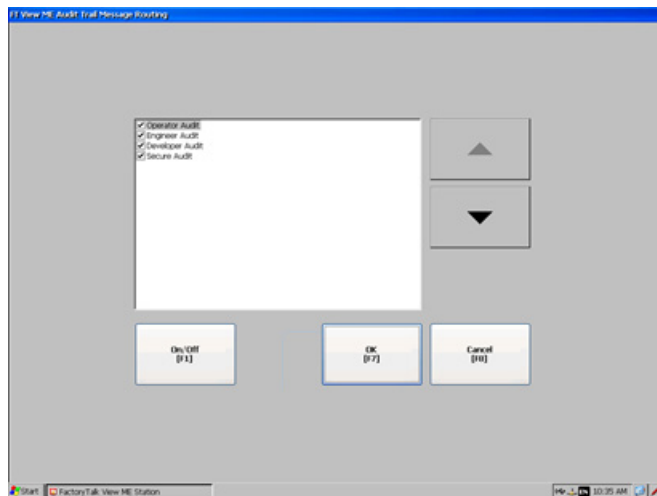 FT View ME Audit Trail Message Routing
Operator Audit
Engineer Audit
Developer Audit
Secure Audit
On/Off
[F1]
OK
[F7]
Cancel
[F8]
Start
FactoryTalk View ME Station
EN
10:35 AM